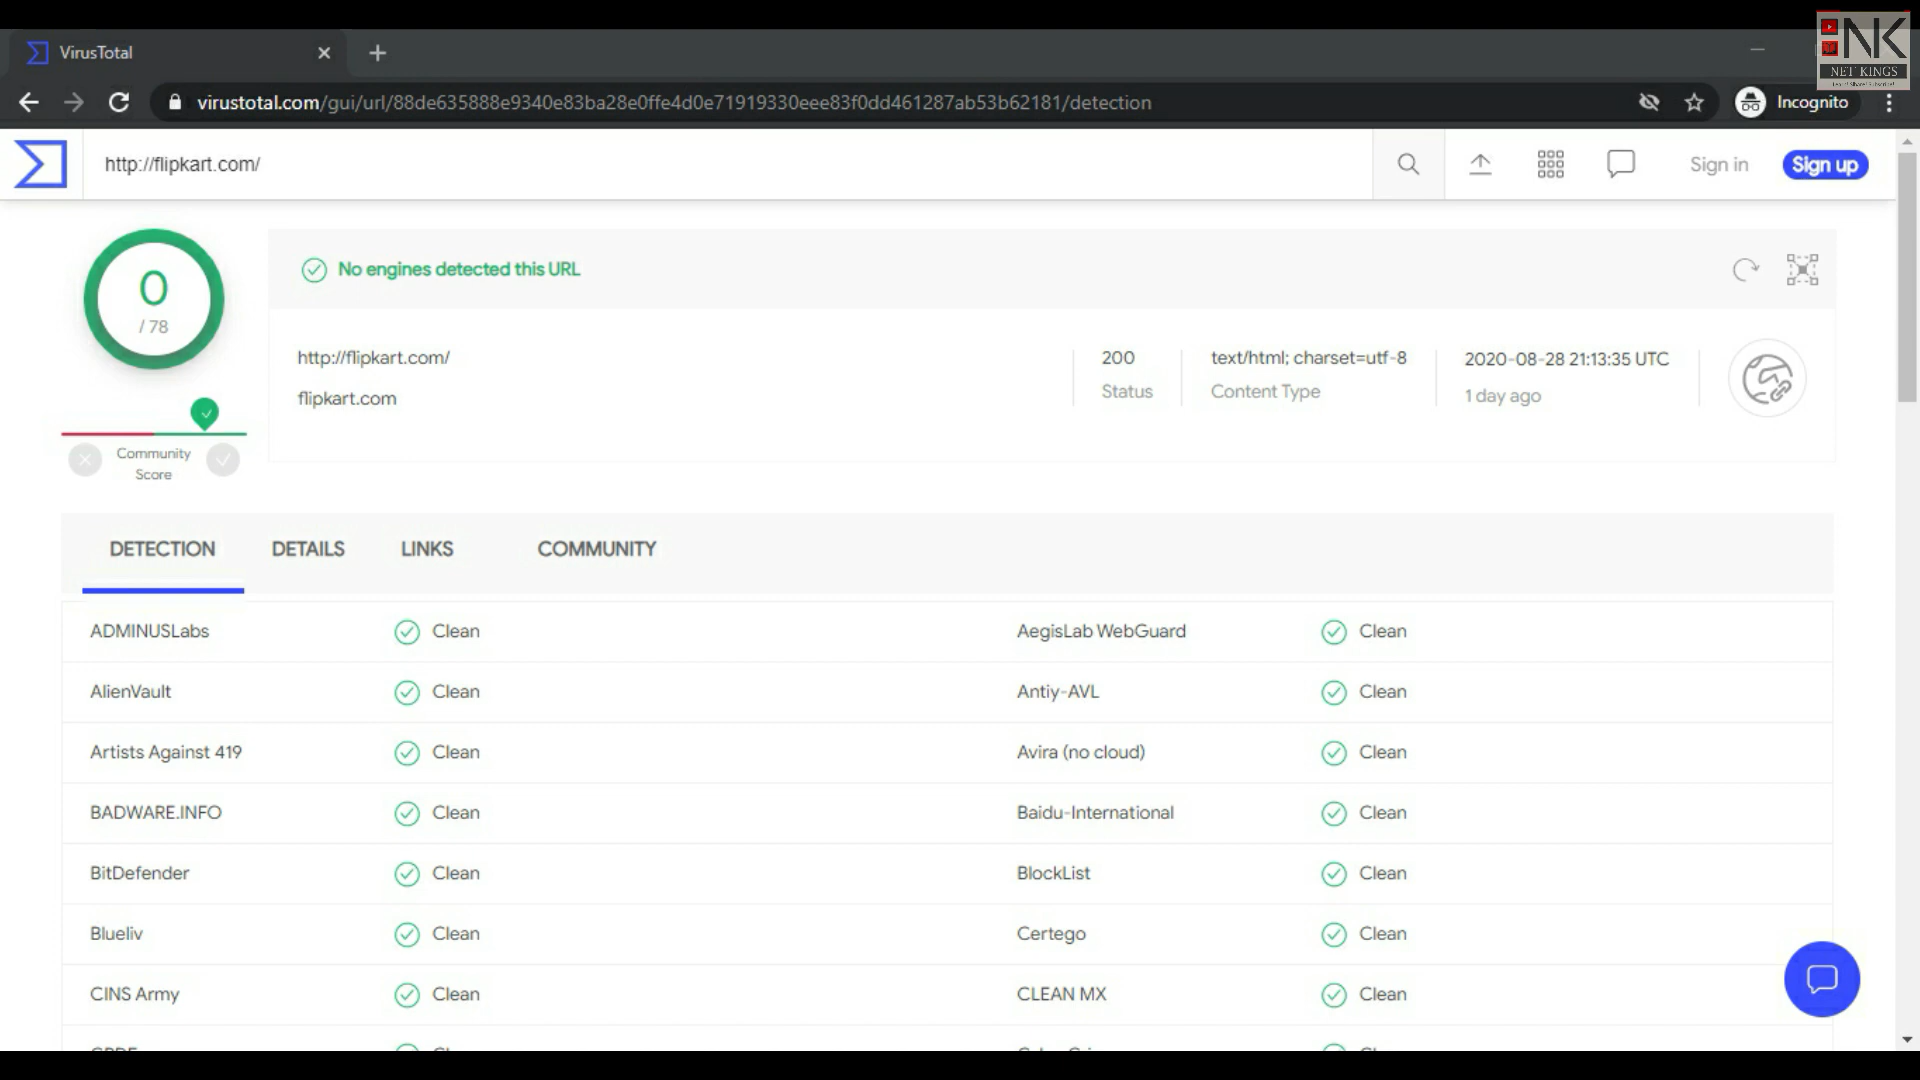 VirusTotal
NK
NET KINGS
virustotal.com/gui/url/88de635888e9340e83ba28e0ffe4d0e71919330eee83f0dd461287ab53b62181/detection
Incognito
http://flipkart.com/
Sign in
Sign up
0
/ 78
No engines detected this URL
http://flipkart.com/
flipkart.com
200
Status
text/html; charset=utf-8
Content Type
2020-08-28 21:13:35 UTC
1 day ago
Community
Score
DETECTION DETAILS LINKS COMMUNITY
ADMINUSLabs Clean AegisLab WebGuard Clean
AlienVault Clean Antiy-AVL Clean
Artists Against 419 Clean Avira (no cloud) Clean
BADWARE.INFO Clean Baidu-International Clean
BitDefender Clean BlockList Clean
Blueliv Clean Certego Clean
CINS Army Clean CLEAN MX Clean